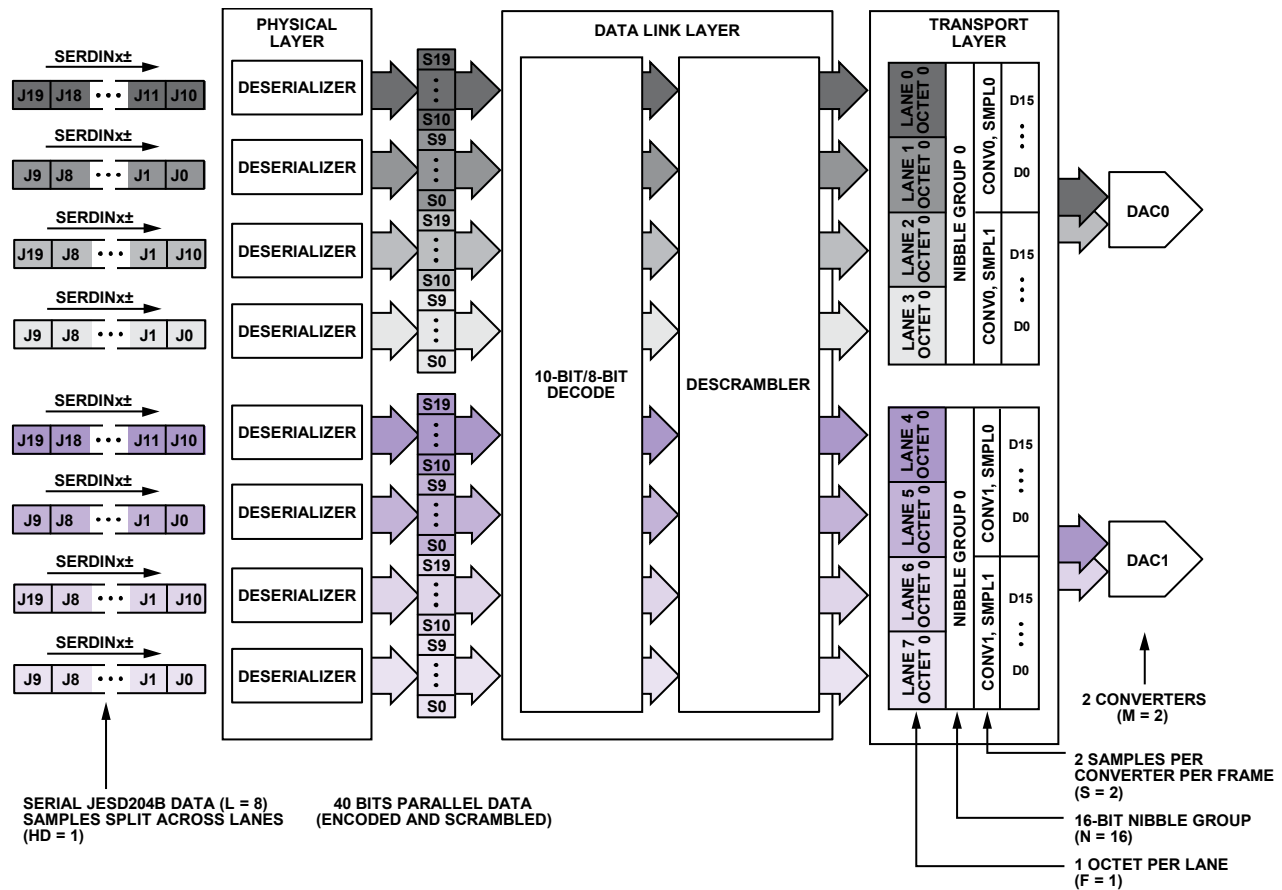 PHYSICAL
LAYER
DATA LINK LAYER
TRANSPORT
LAYER
SERDINx±
J19 J18 ••• J11 J10
SERDINx±
J9 J8 ••• J1 J0
SERDINx±
J19 J8 ••• J1 J10
SERDINx±
J9 J8 ••• J1 J0
SERDINx±
J19 J18 ••• J11 J10
SERDINx±
J9 J8 ••• J1 J0
SERDINx±
J19 J8 ••• J1 J10
SERDINx±
J9 J8 ••• J1 J0
DESERIALIZER
DESERIALIZER
DESERIALIZER
DESERIALIZER
DESERIALIZER
DESERIALIZER
DESERIALIZER
DESERIALIZER
S19
S10
S9
S0
S19
S10
S9
S0
S19
S10
S9
S0
S19
S10
S9
S0
10-BIT/8-BIT
DECODE
DESCRAMBLER
LANE 0
OCTET 0
LANE 1
OCTET 0
LANE 2
OCTET 0
LANE 3
OCTET 0
NIBBLE GROUP 0
CONV0, SMPL0
CONV0, SMPL1
D15
D0
D15
D0
DAC0
LANE 4
OCTET 0
LANE 5
OCTET 0
LANE 6
OCTET 0
LANE 7
OCTET 0
NIBBLE GROUP 0
CONV1, SMPL0
CONV1, SMPL1
D15
D0
D15
D0
DAC1
2 CONVERTERS
(M = 2)
2 SAMPLES PER
CONVERTER PER FRAME
(S = 2)
16-BIT NIBBLE GROUP
(N = 16)
1 OCTET PER LANE
(F = 1)
SERIAL JESD204B DATA (L = 8)
SAMPLES SPLIT ACROSS LANES
(HD = 1)
40 BITS PARALLEL DATA
(ENCODED AND SCRAMBLED)